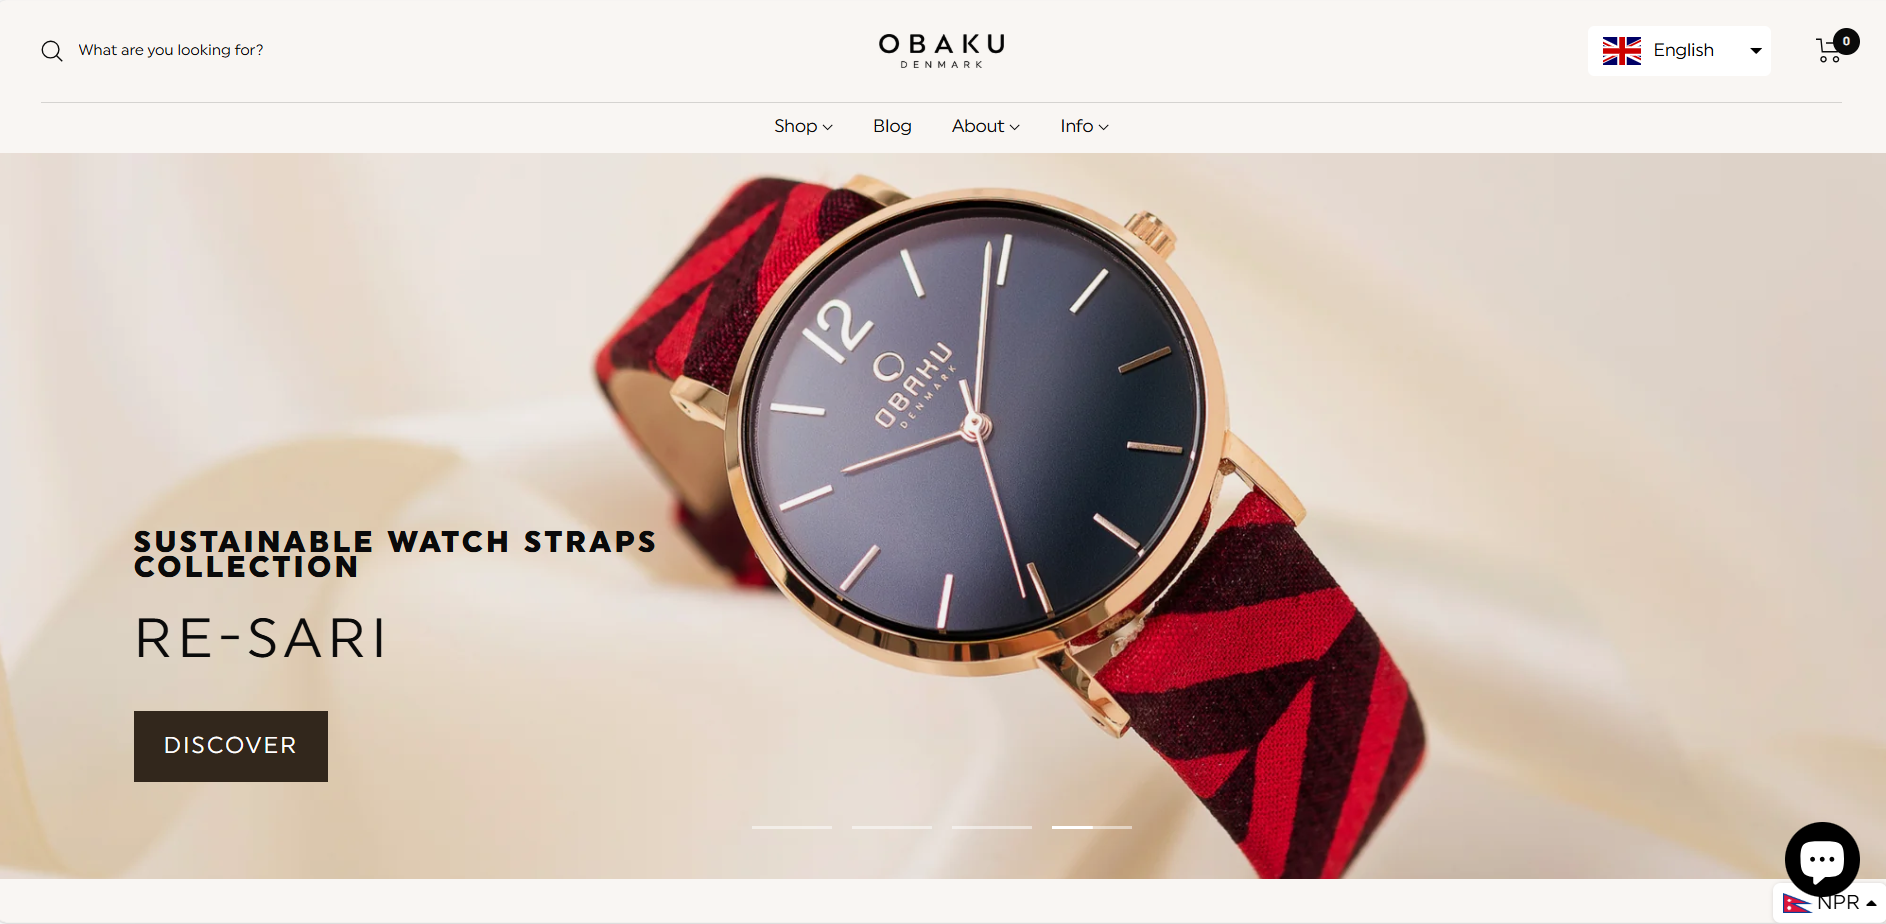 What are you looking for?
OBAKU
DENMARK
English
0
Shop
Blog
About
Info
12
OBAKU
DENMARK
SUSTAINABLE WATCH STRAPS
COLLECTION
RE-SARI
DISCOVER
NPR